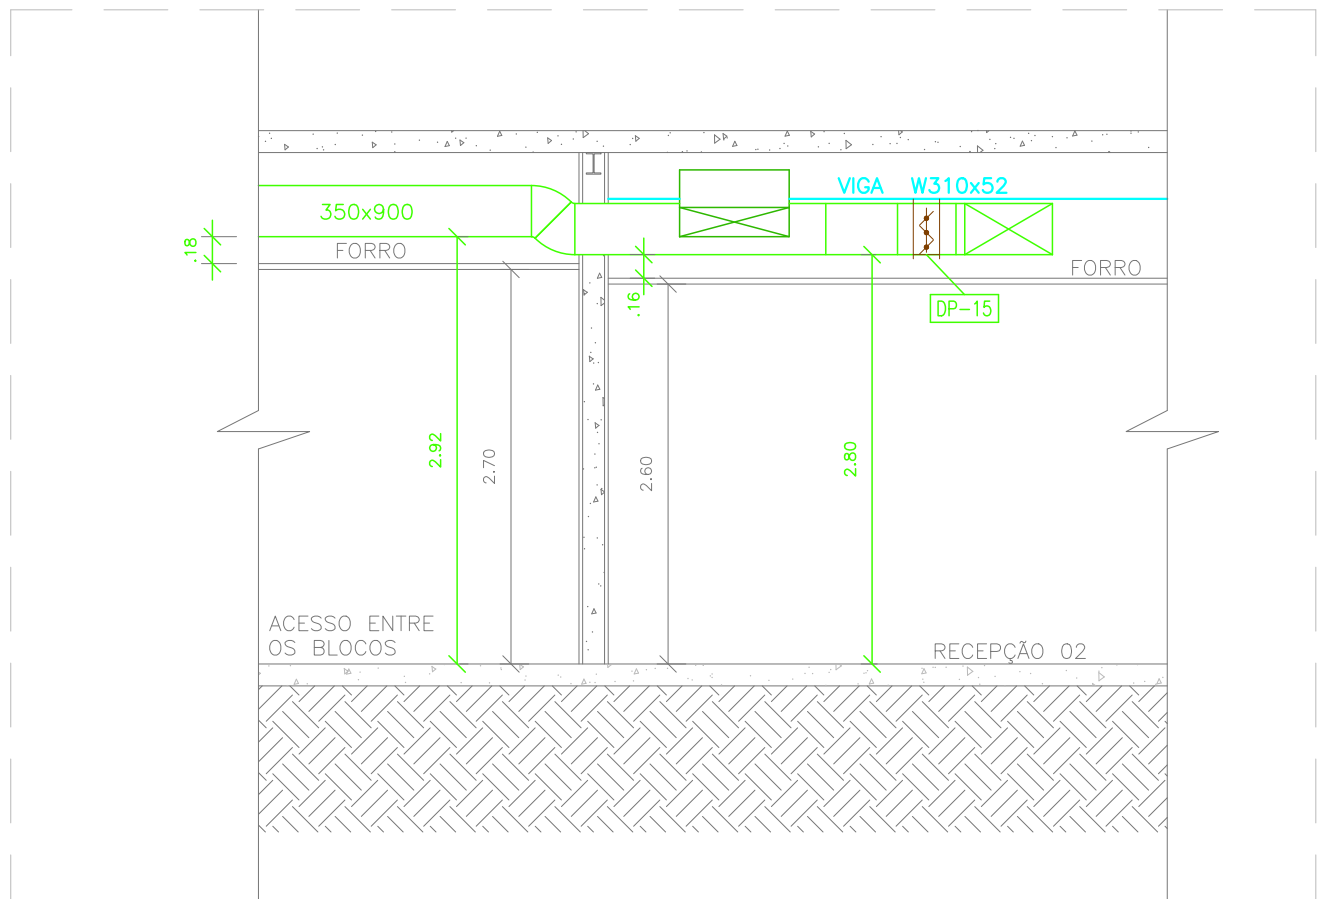 VIGA W310x52
350x900
.18
FORRO
FORRO
.16
DP-15
2.92
2.70
2.60
2.80
ACESSO ENTRE
OS BLOCOS
RECEPÇÃO 02